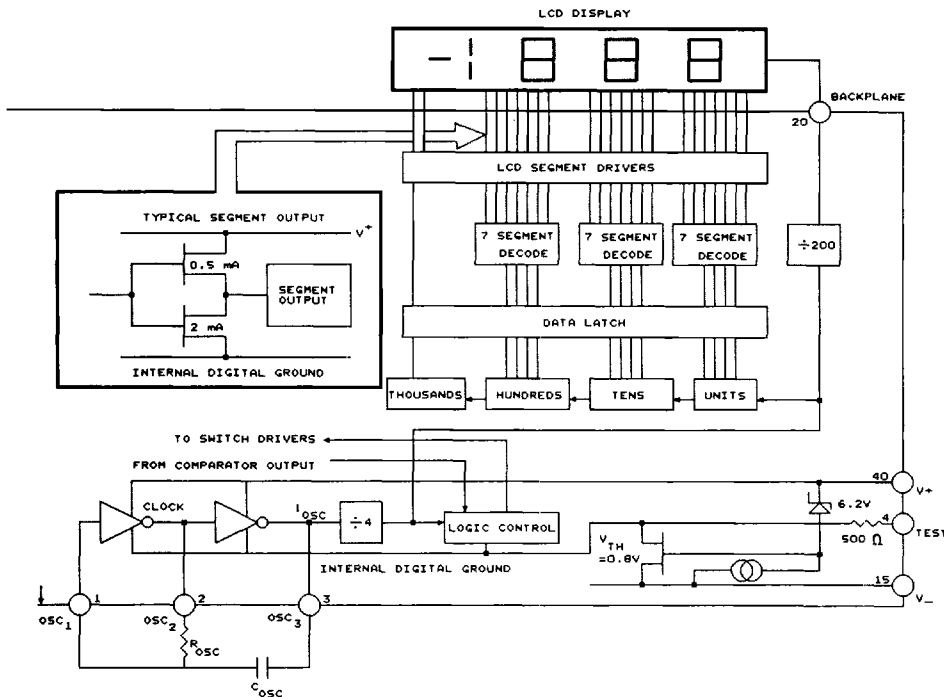 LCD DISPLAY
BACKPLANE
20
LCD SEGMENT DRIVERS
TYPICAL SEGMENT OUTPUT
V+
0.5 mA
SEGMENT
OUTPUT
2 mA
INTERNAL DIGITAL GROUND
7 SEGMENT
DECODE
7 SEGMENT
DECODE
7 SEGMENT
DECODE
÷200
DATA LATCH
THOUSANDS
HUNDREDS
TENS
UNITS
TO SWITCH DRIVERS
FROM COMPARATOR OUTPUT
40
V+
CLOCK
IOSC
÷4
LOGIC CONTROL
6.2V
4
TEST
500 Ω
VTH
=0.8V
INTERNAL DIGITAL GROUND
15
V−
1
2
3
OSC1
OSC2
OSC3
ROSC
COSC